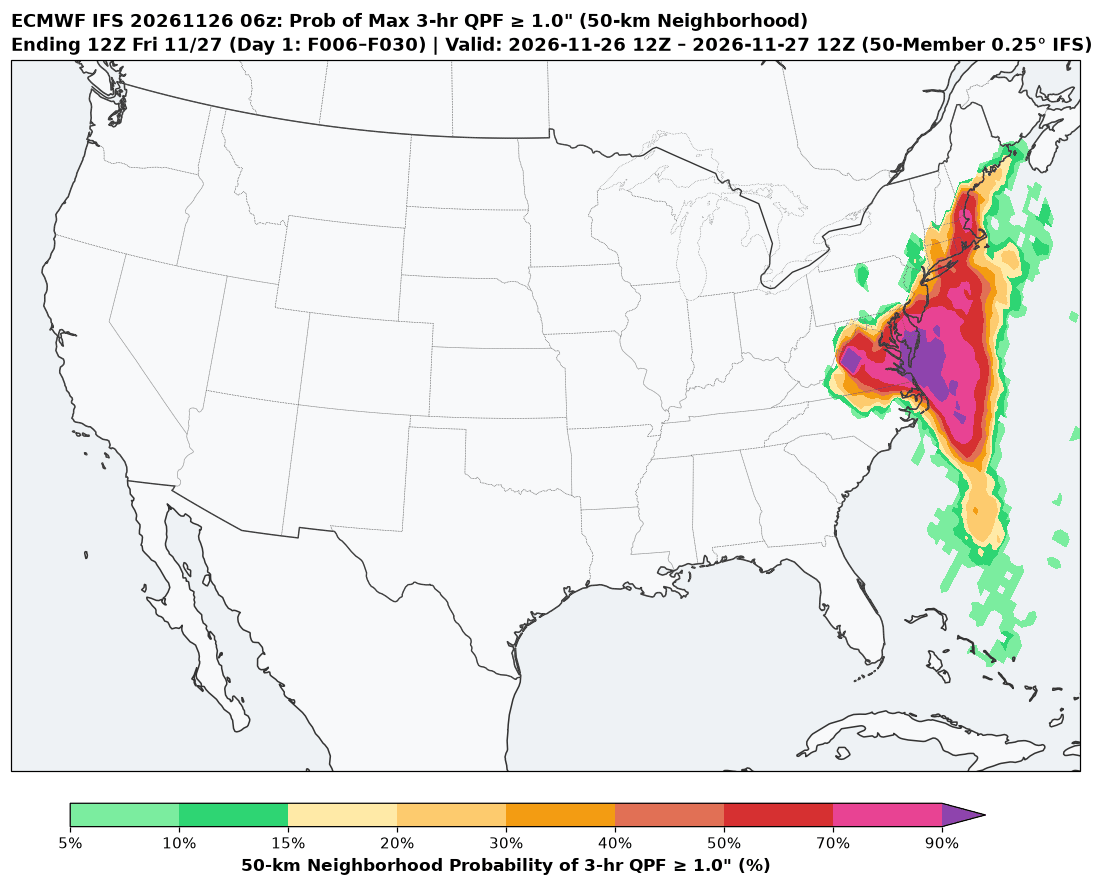 ECMWF IFS 20261126 06z: Prob of Max 3-hr QPF ≥ 1.0" (50-km Neighborhood)
Ending 12Z Fri 11/27 (Day 1: F006–F030) | Valid: 2026-11-26 12Z – 2026-11-27 12Z (50-Member 0.25° IFS)
5% 10% 15% 20% 30% 40% 50% 70% 90%
50-km Neighborhood Probability of 3-hr QPF ≥ 1.0" (%)